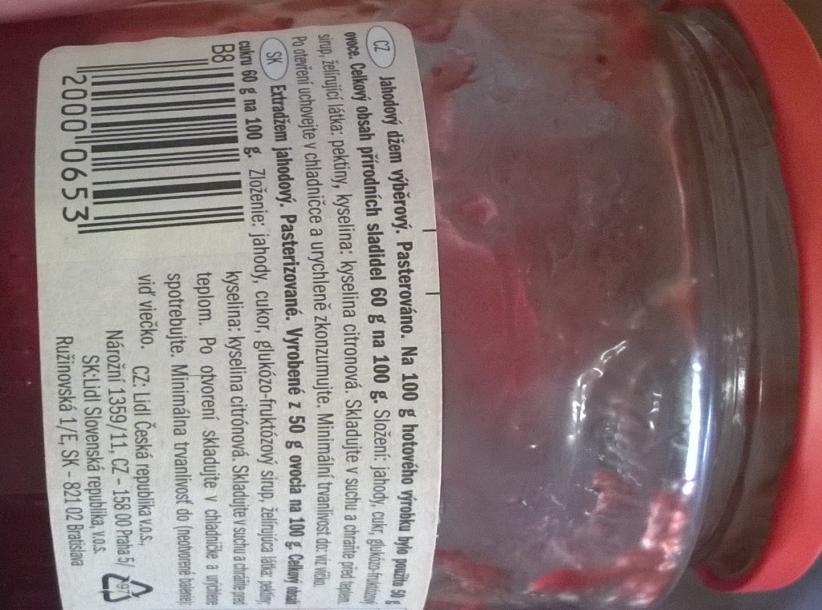 CZ Jahodový džem výběrový. Pasterováno. Na 100 g hotového výrobku bylo použito 50 g
ovoce. Celkový obsah přírodních sladidel 60 g na 100 g. Složení: jahody, cukr, glukózo-fruktózový
sirup, želírující látka: pektiny, kyselina: kyselina citronová. Skladujte v suchu a chraňte před teplem.
Po otevření uchovejte v chladničce a urychleně zkonzumujte. Minimální trvanlivost do: viz víčko.
SK Extradžem jahodový. Pasterizované. Vyrobené z 50 g ovocia na 100 g. Celkový obsah
cukru 60 g na 100 g. Zloženie: jahody, cukor, glukózo-fruktózový sirup, želírujúca látka: pektíny,
kyselina: kyselina citrónová. Skladujte v suchu a chráňte pred
teplom. Po otvorení skladujte v chladničke a urýchlene
spotrebujte. Minimálna trvanlivosť do (neotvorené balenie):
viď viečko. CZ: Lidl Česká republika v.o.s.,
Nárožní 1359/11, CZ - 158 00 Praha 5/
SK:Lidl Slovenská republika, v.o.s.
Ružinovská 1/E, SK - 821 02 Bratislava
B8
2000 0653